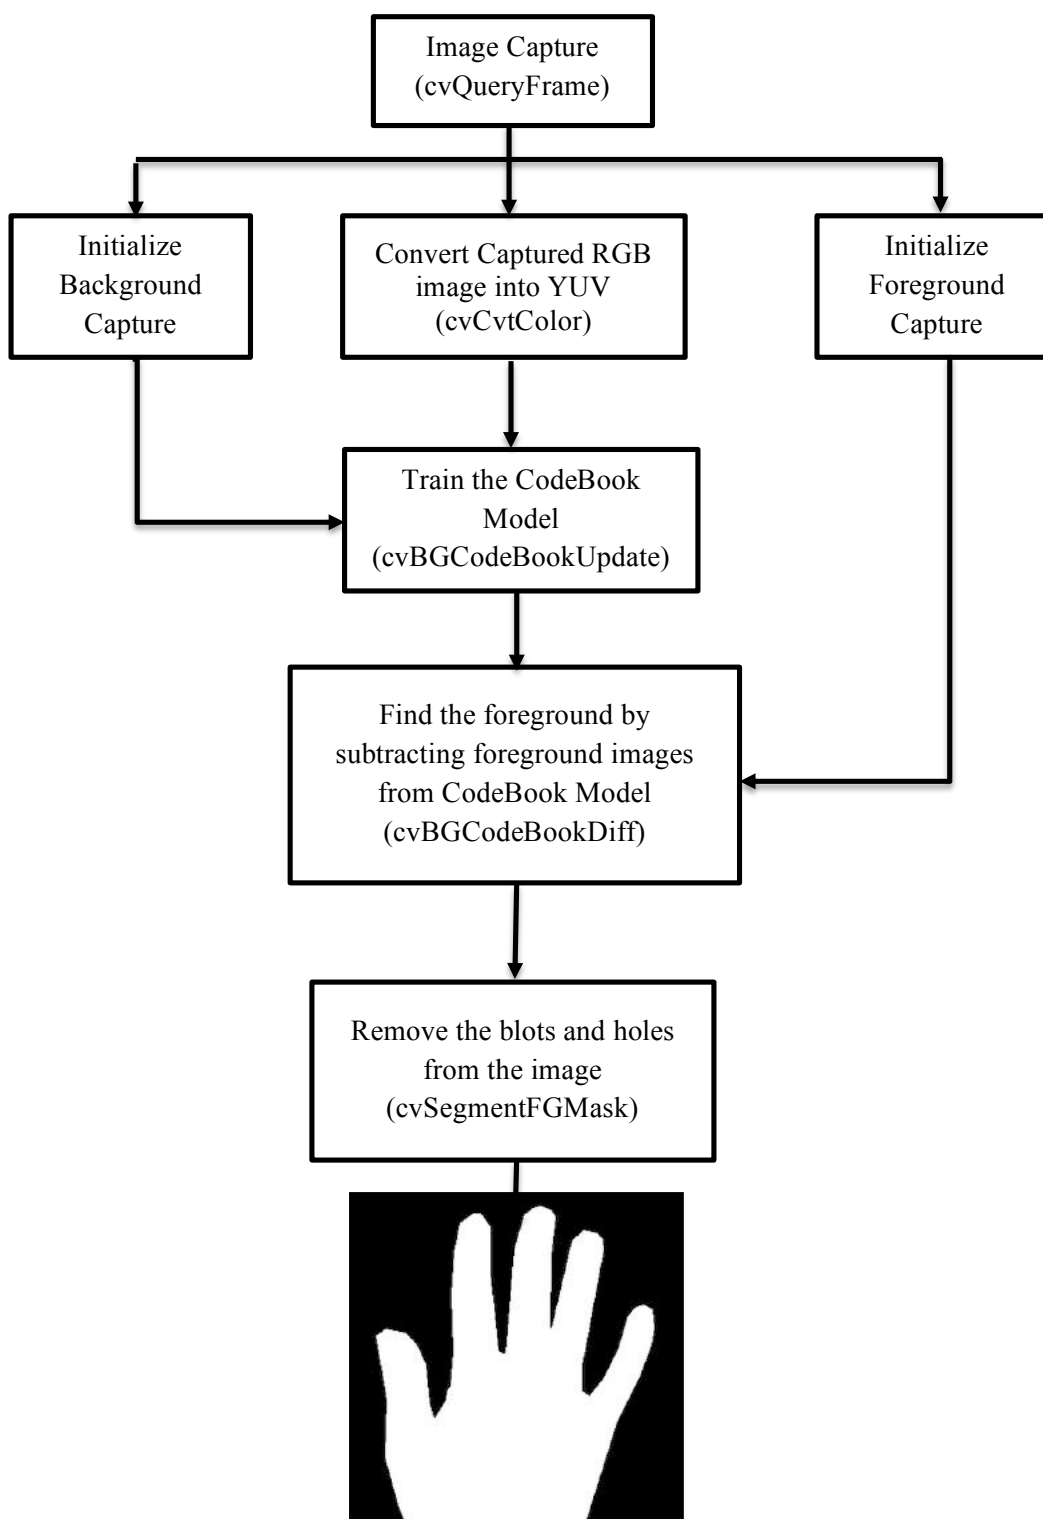 Image Capture
(cvQueryFrame)
Initialize
Background
Capture
Convert Captured RGB
image into YUV
(cvCvtColor)
Initialize
Foreground
Capture
Train the CodeBook
Model
(cvBGCodeBookUpdate)
Find the foreground by
subtracting foreground images
from CodeBook Model
(cvBGCodeBookDiff)
Remove the blots and holes
from the image
(cvSegmentFGMask)